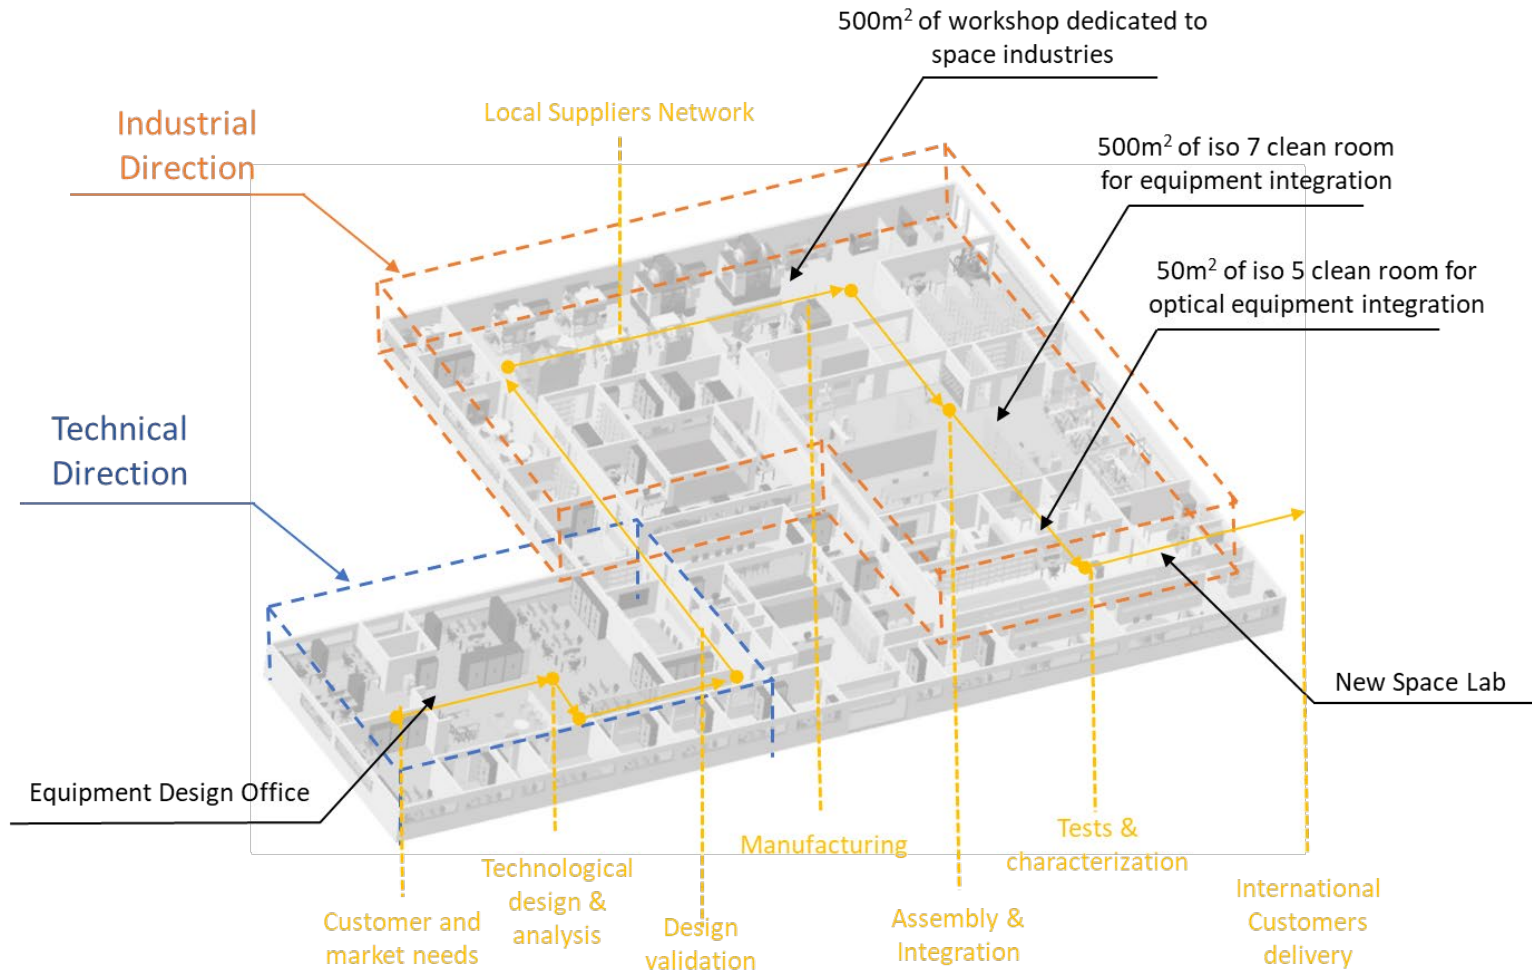 500m² of workshop dedicated to
space industries
Local Suppliers Network
Industrial
Direction
500m² of iso 7 clean room
for equipment integration
50m² of iso 5 clean room for
optical equipment integration
Technical
Direction
New Space Lab
Equipment Design Office
Customer and
market needs
Technological
design &
analysis
Design
validation
Manufacturing
Assembly &
Integration
Tests &
characterization
International
Customers
delivery